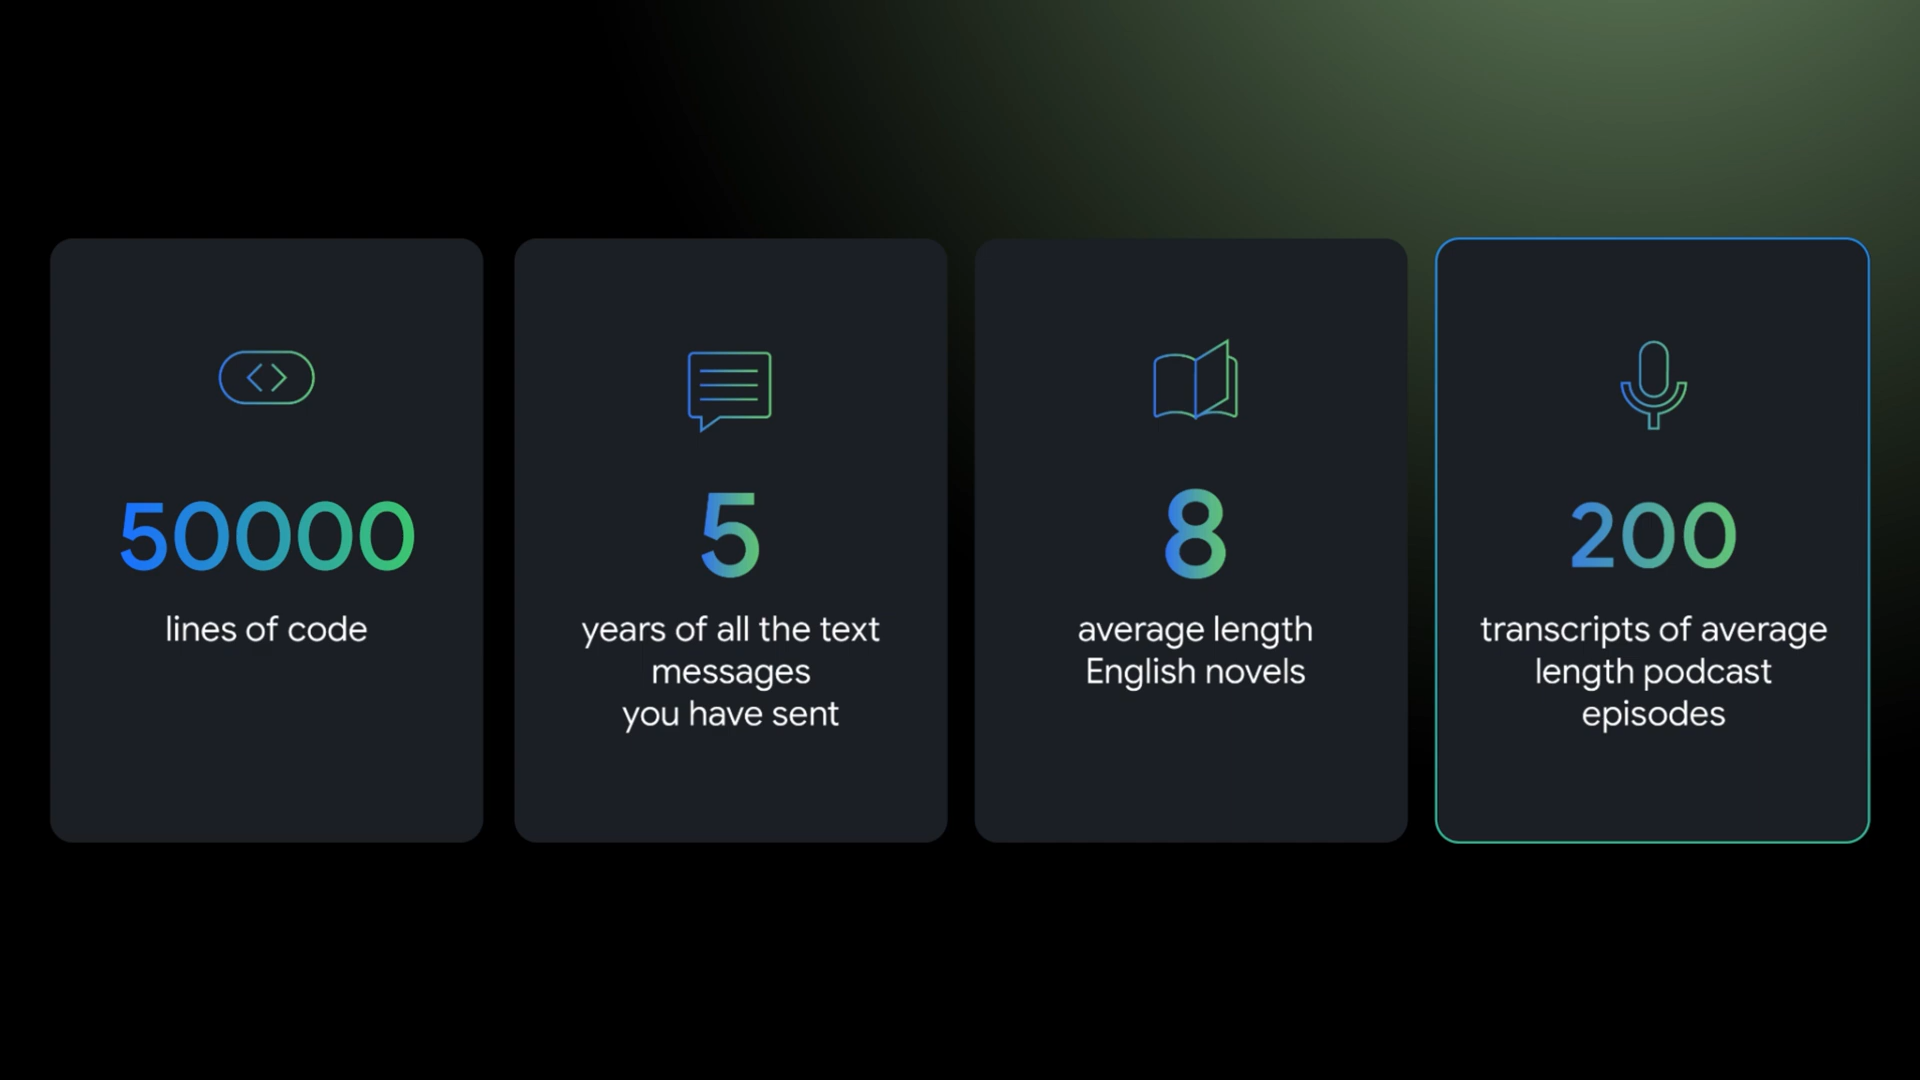 50000
lines of code
5
years of all the text
messages
you have sent
8
average length
English novels
200
transcripts of average
length podcast
episodes